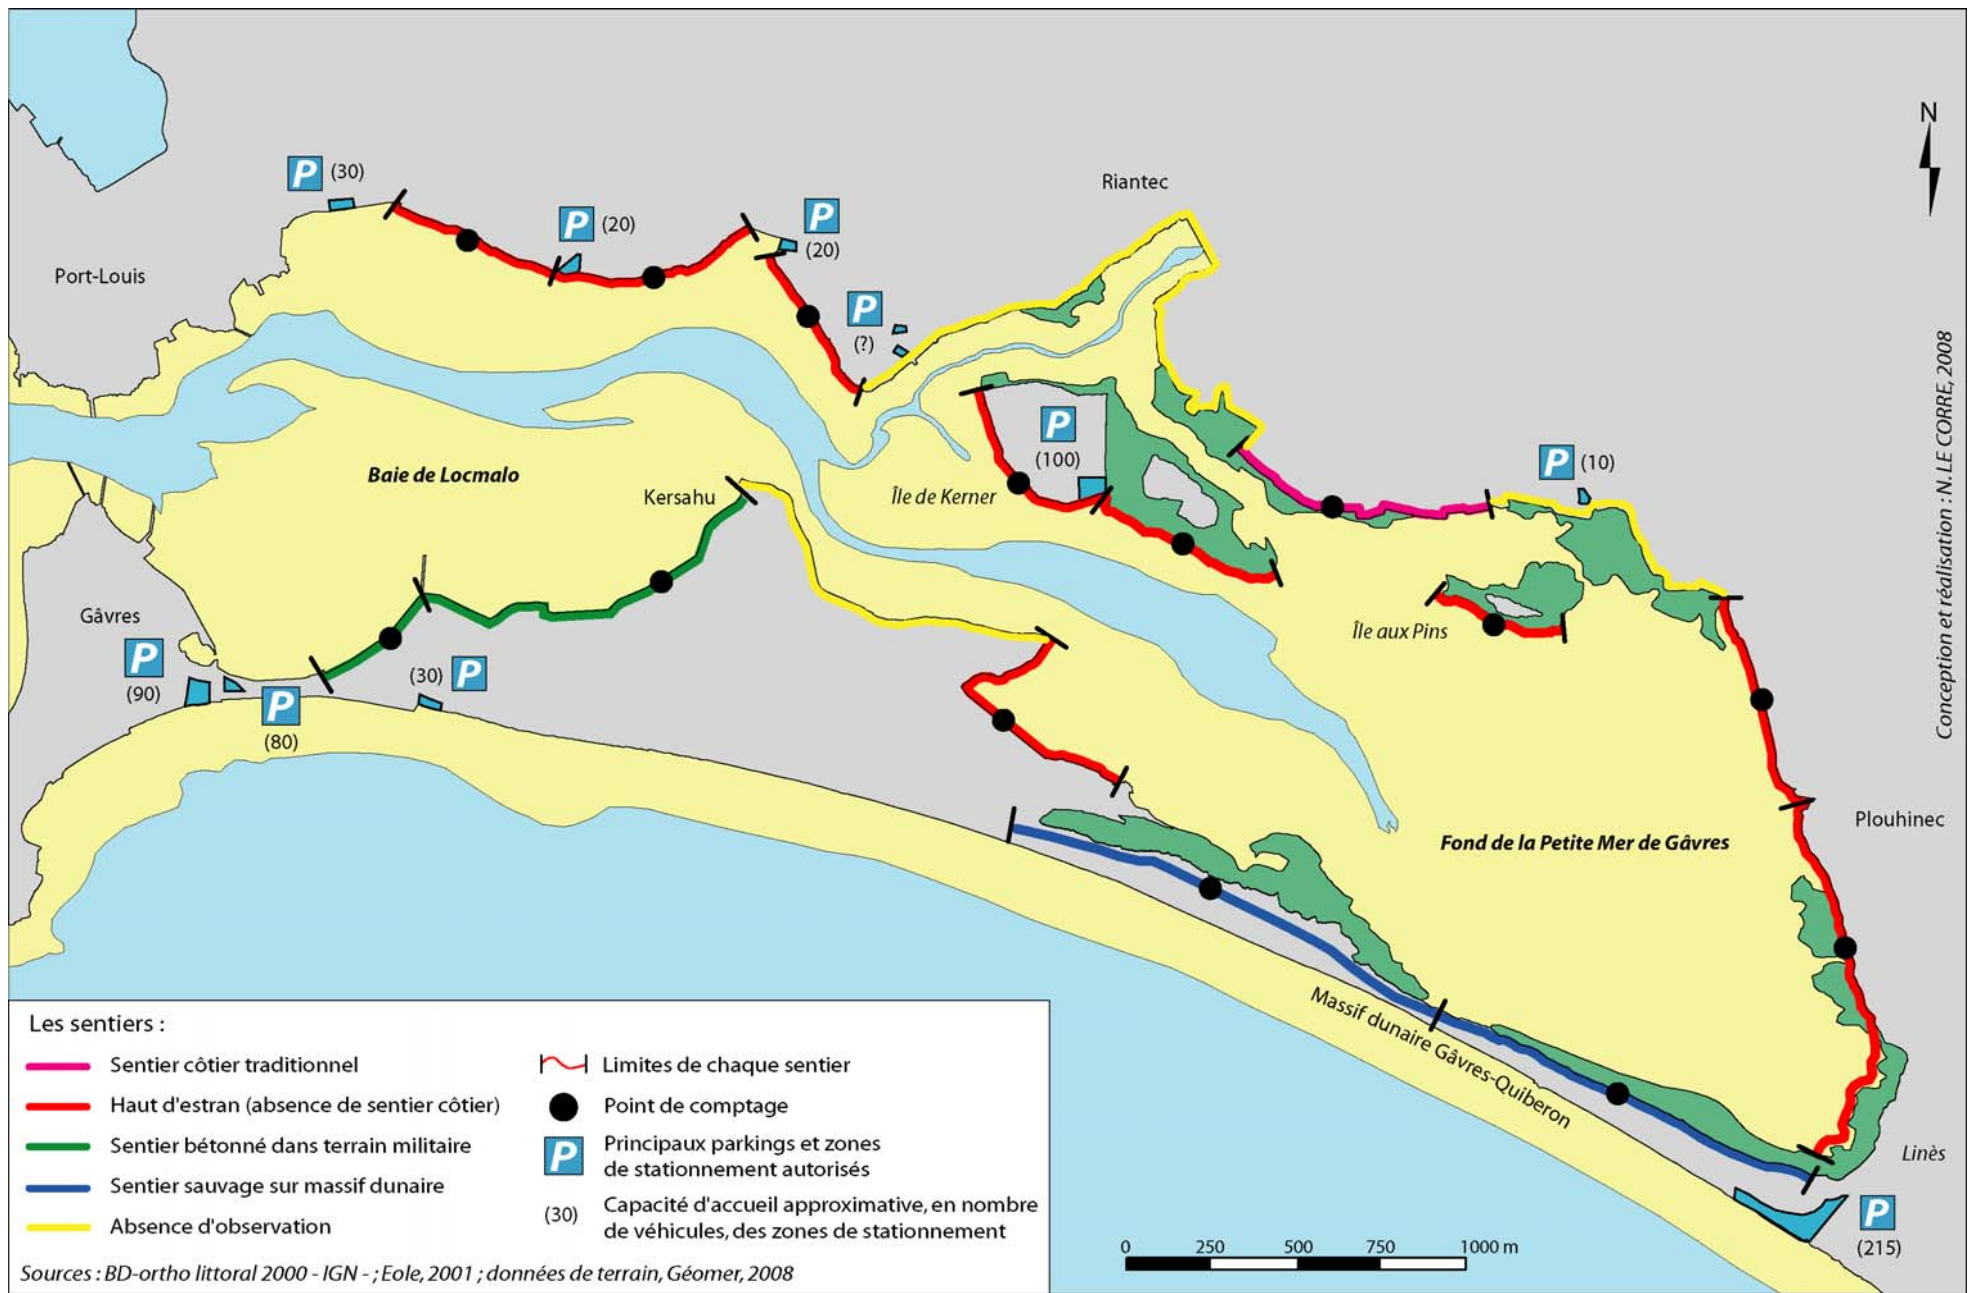 N
Riantec
P (30)
P (20)
P
(20)
Port-Louis
P
(?)
Conception et réalisation : N. LE CORRE, 2008
P
(100)
P (10)
Baie de Locmalo
Kersahu
Île de Kerner
Gâvres
Île aux Pins
P
(90)
(30) P
P
(80)
Plouhinec
Fond de la Petite Mer de Gâvres
Massif dunaire Gâvres-Quiberon
Linès
P
(215)
Les sentiers :
Sentier côtier traditionnel
Haut d'estran (absence de sentier côtier)
Sentier bétonné dans terrain militaire
Sentier sauvage sur massif dunaire
Absence d'observation
Limites de chaque sentier
Point de comptage
P
Principaux parkings et zones
de stationnement autorisés
(30)
Capacité d'accueil approximative, en nombre
de véhicules, des zones de stationnement
0 250 500 750 1000 m
Sources : BD-ortho littoral 2000 - IGN - ; Eole, 2001 ; données de terrain, Géomer, 2008